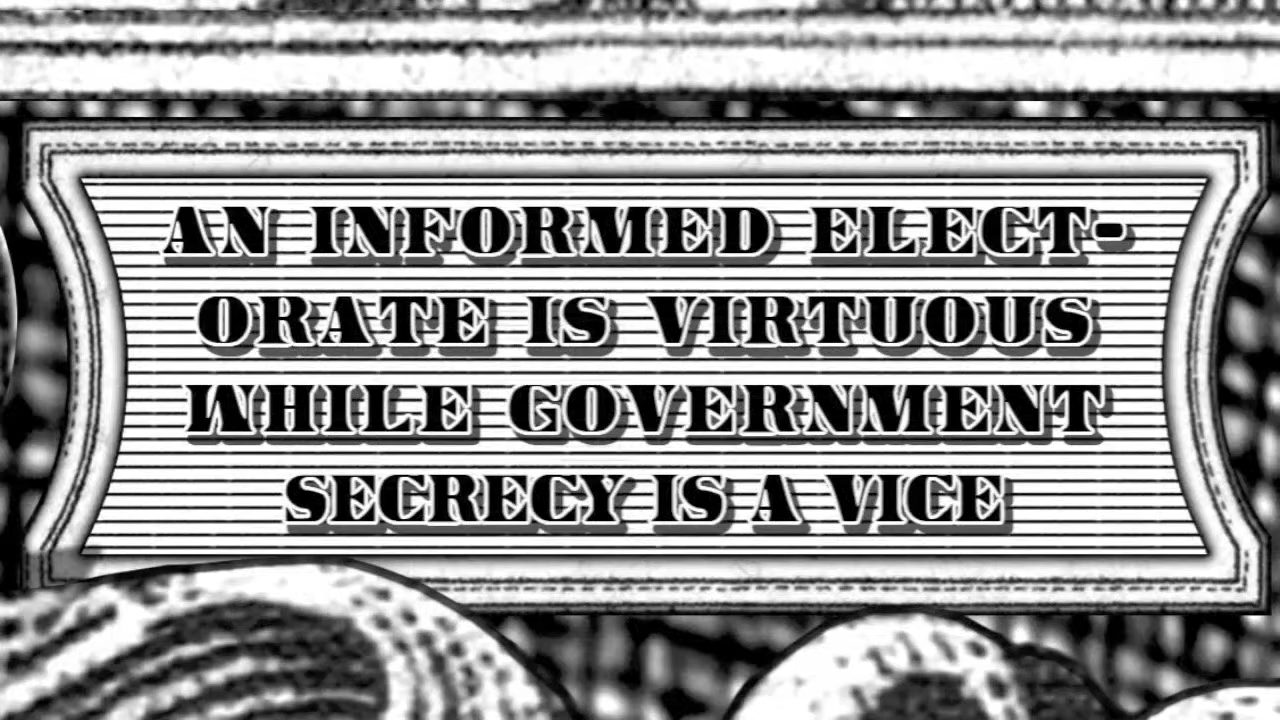 AN INFORMED ELECT-
ORATE IS VIRTUOUS
WHILE GOVERNMENT
SECRECY IS A VICE